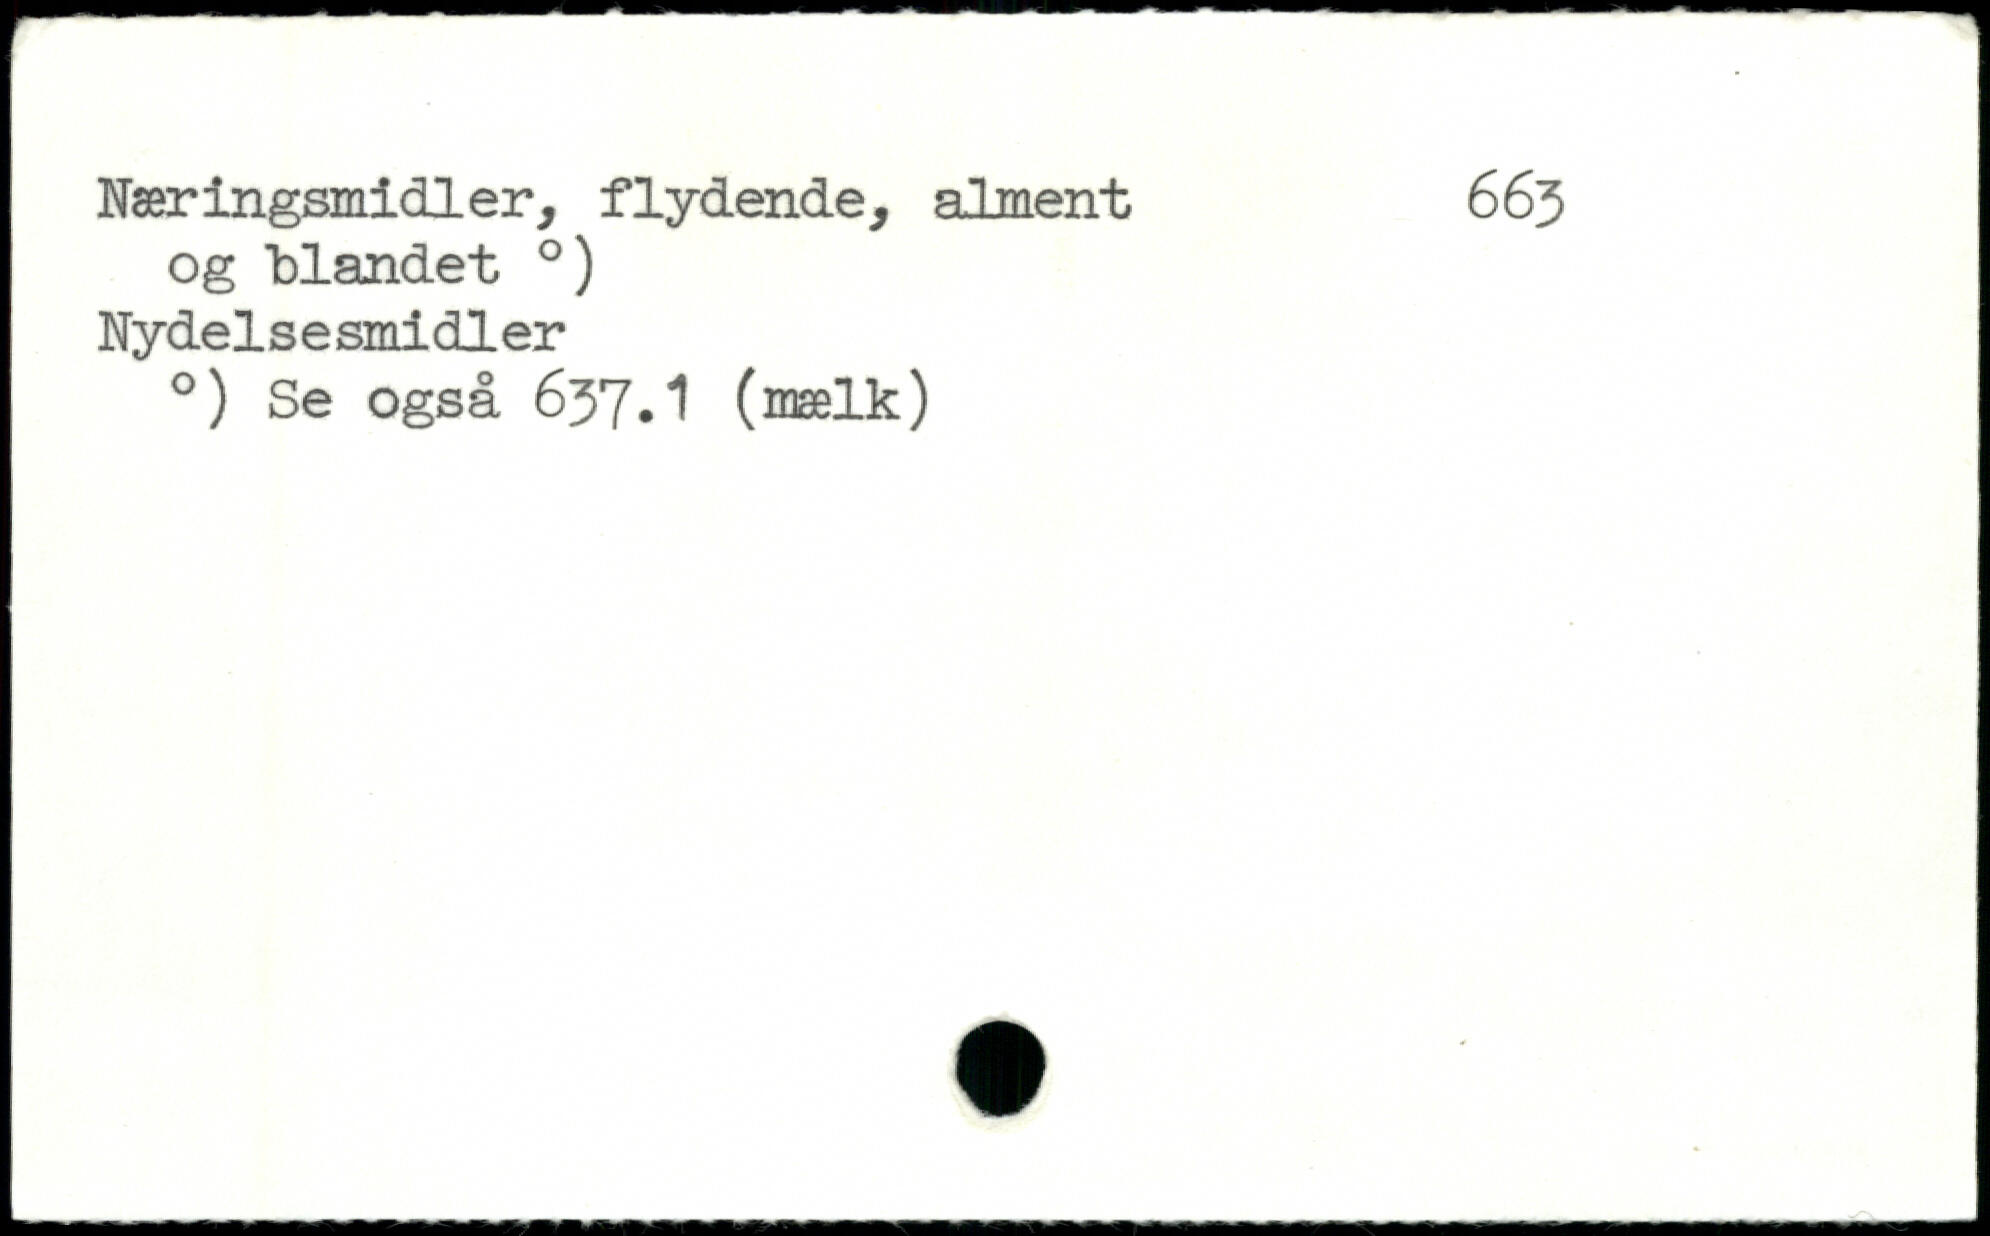 Næringsmidler, flydende, alment 663
og blandet °)
Nydelsesmidler
°) Se også 637.1 (mælk)